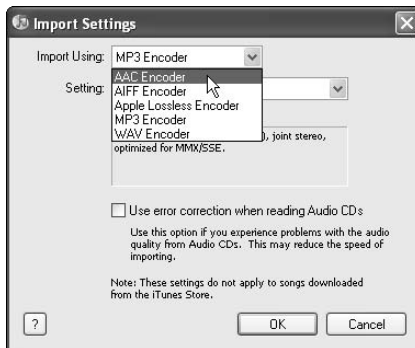 Import Settings
Import Using: MP3 Encoder
AAC Encoder
Setting:
AIFF Encoder
Apple Lossless Encoder
MP3 Encoder
WAV Encoder
), joint stereo,
optimized for MMX/SSE.
Use error correction when reading Audio CDs
Use this option if you experience problems with the audio
quality from Audio CDs. This may reduce the speed of
importing.
Note: These settings do not apply to songs downloaded
from the iTunes Store.
? OK Cancel